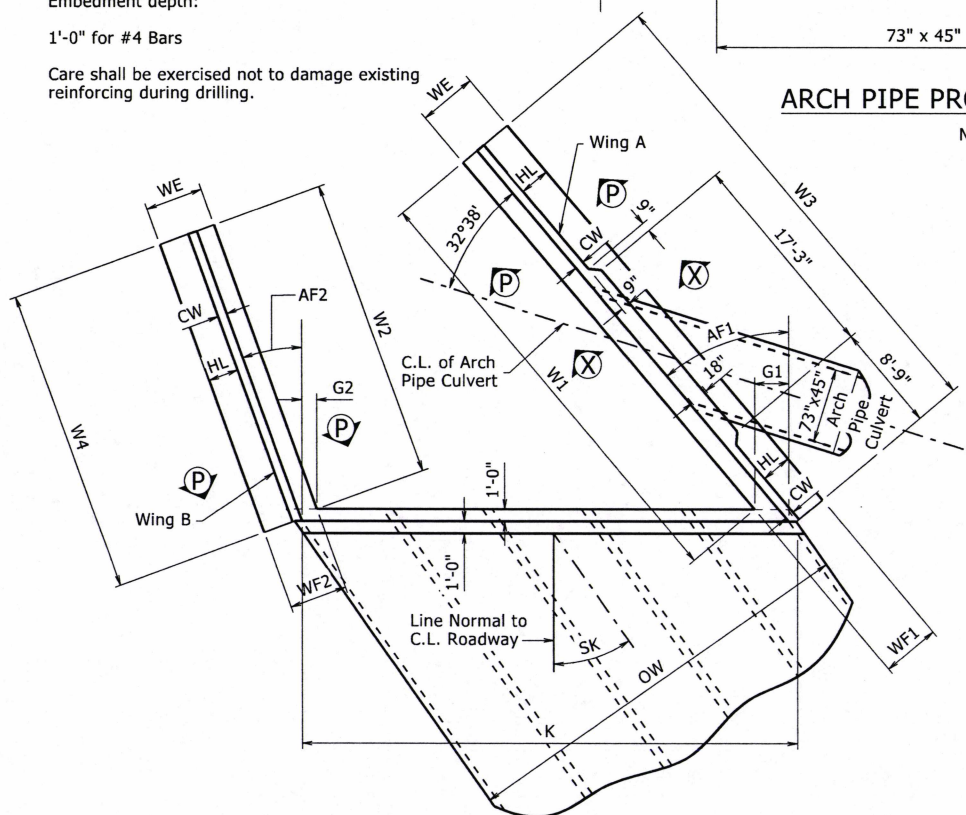 Embedment depth:
1'-0" for #4 Bars
Care shall be exercised not to damage existing
reinforcing during drilling.
73" x 45"
ARCH PIPE PRO
N
WE
Wing A
HL
P
W3
9"
CW
17'-3"
32°38'
WE
P
X
9"
AF2
CW
W2
AF1
8'-9"
C.L. of Arch
Pipe Culvert
X
18"
G1
HL
W1
73"x45"
Arch
Pipe
Culvert
G2
W4
P
P
HL
1'-0"
CW
Wing B
WF2
1'-0"
Line Normal to
C.L. Roadway
SK
OW
WF1
K